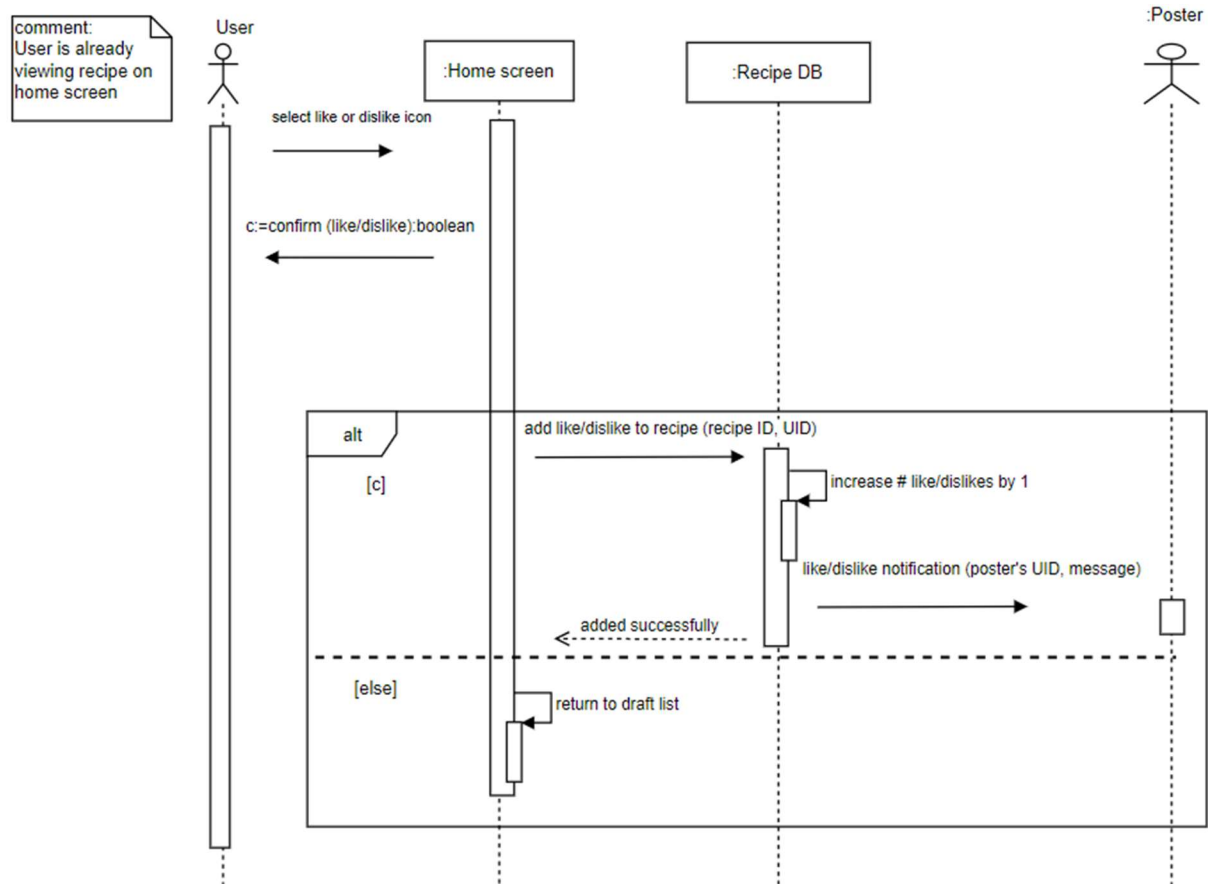 comment:
User is already
viewing recipe on
home screen
User
:Home screen
:Recipe DB
:Poster
select like or dislike icon
c:=confirm (like/dislike):boolean
alt
add like/dislike to recipe (recipe ID, UID)
[c]
increase # like/dislikes by 1
like/dislike notification (poster's UID, message)
added successfully
[else]
return to draft list